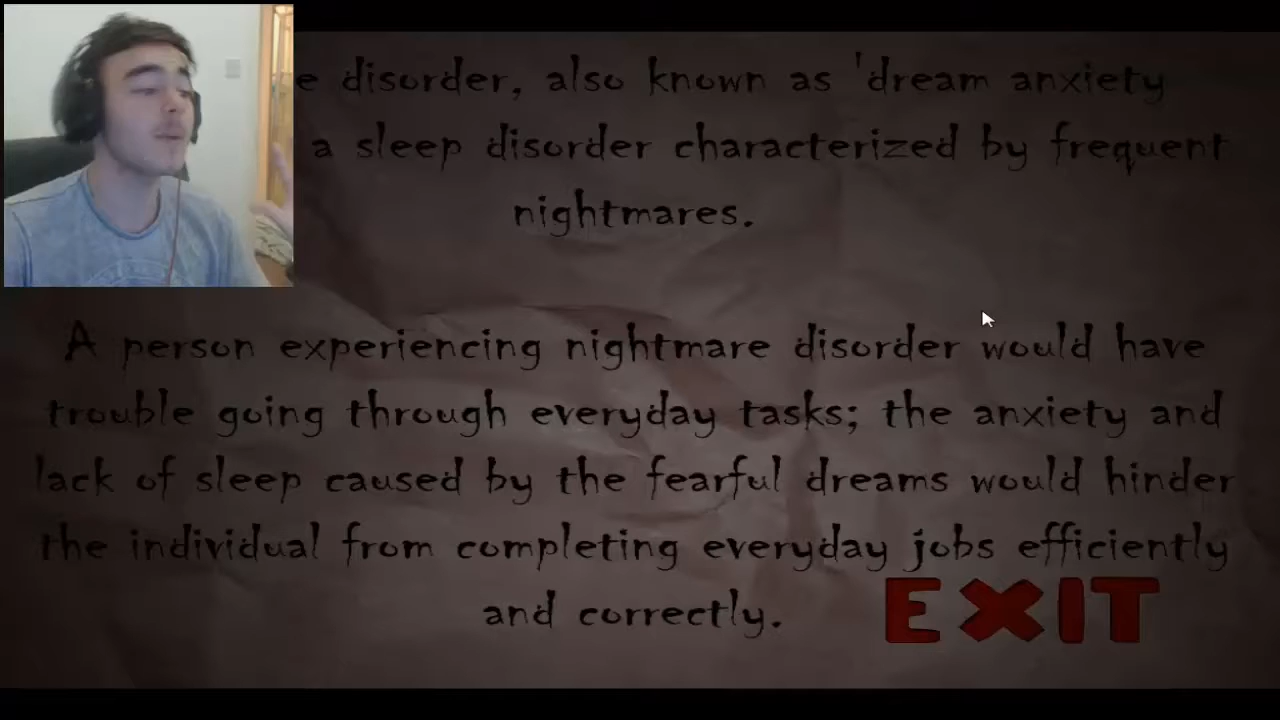 e disorder, also known as 'dream anxiety
a sleep disorder characterized by frequent
nightmares.
A person experiencing nightmare disorder would have
trouble going through everyday tasks; the anxiety and
lack of sleep caused by the fearful dreams would hinder
the individual from completing everyday jobs efficiently
and correctly.
EXIT